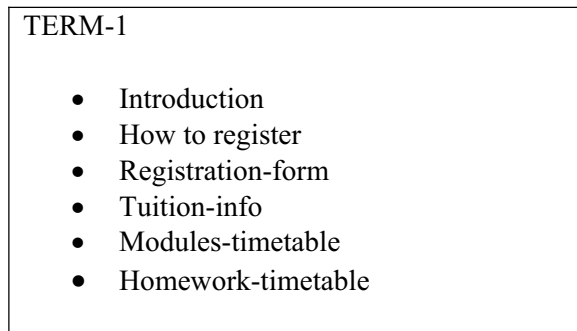 TERM-1
• Introduction
• How to register
• Registration-form
• Tuition-info
• Modules-timetable
• Homework-timetable